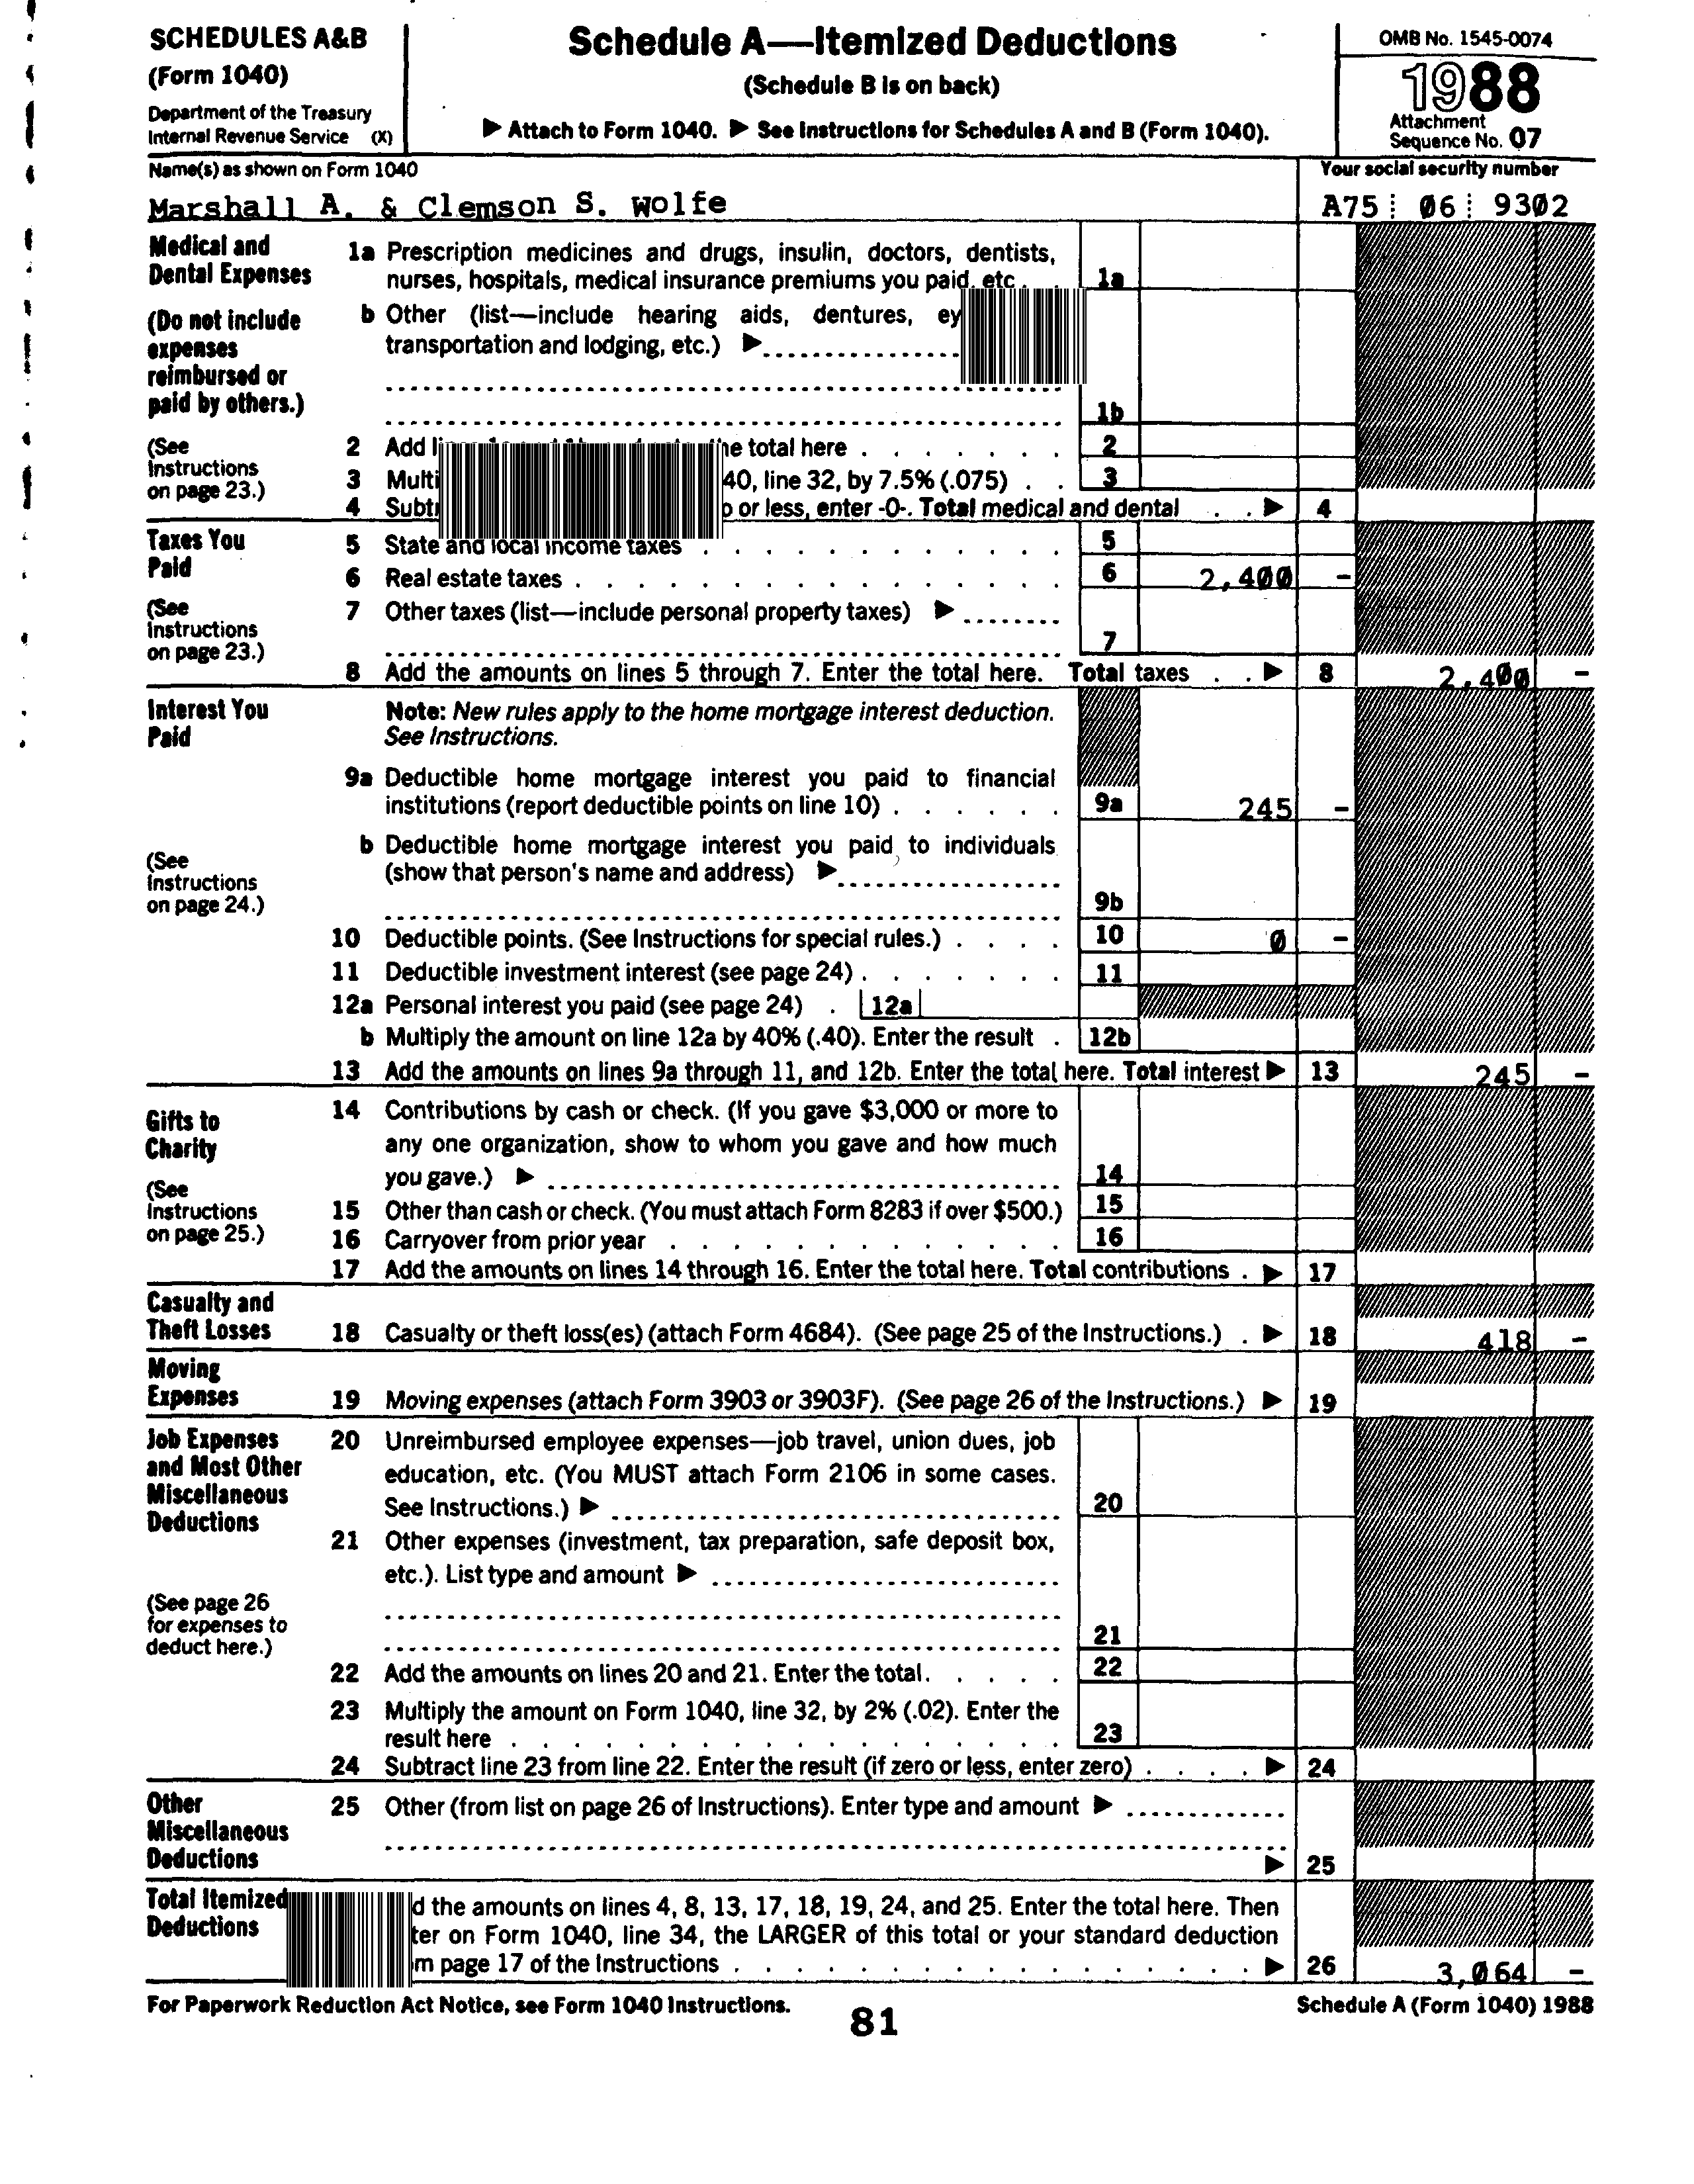 SCHEDULES A&B
(Form 1040)
Department of the Treasury
Internal Revenue Service (X)
Schedule A—Itemized Deductions
(Schedule B is on back)
▶ Attach to Form 1040. ▶ See Instructions for Schedules A and B (Form 1040).
OMB No. 1545-0074
1988
Attachment
Sequence No. 07
Name(s) as shown on Form 1040
Your social security number
Marshall A. & Clemson S. Wolfe
A75 06 9302
Medical and
Dental Expenses
(Do not include
expenses
reimbursed or
paid by others.)
(See
Instructions
on page 23.)
1a Prescription medicines and drugs, insulin, doctors, dentists,
nurses, hospitals, medical insurance premiums you paid, etc . . 1a
b Other (list—include hearing aids, dentures,
transportation and lodging, etc.) ▶
1b
2 Add the total here . . . . . . . 2
3 40, line 32, by 7.5% (.075) . . 3
4 or less, enter -0-. Total medical and dental . . ▶ 4
Taxes You
Paid
(See
Instructions
on page 23.)
5 State and local income taxes . . . . . . . . . . . . 5
6 Real estate taxes . . . . . . . . . . . . . . . 6 2,400 -
7 Other taxes (list—include personal property taxes) ▶
7
8 Add the amounts on lines 5 through 7. Enter the total here. Total taxes . . ▶ 8 2,400 -
Interest You
Paid
(See
Instructions
on page 24.)
Note: New rules apply to the home mortgage interest deduction.
See Instructions.
9a Deductible home mortgage interest you paid to financial
institutions (report deductible points on line 10) . . . . . . 9a 245 -
b Deductible home mortgage interest you paid to individuals
(show that person's name and address) ▶
9b
10 Deductible points. (See Instructions for special rules.) . . . . 10 0 -
11 Deductible investment interest (see page 24) . . . . . . . 11
12a Personal interest you paid (see page 24) . 12a
b Multiply the amount on line 12a by 40% (.40). Enter the result . 12b
13 Add the amounts on lines 9a through 11, and 12b. Enter the total here. Total interest ▶ 13 245 -
Gifts to
Charity
(See
Instructions
on page 25.)
14 Contributions by cash or check. (If you gave $3,000 or more to
any one organization, show to whom you gave and how much
you gave.) ▶ 14
15 Other than cash or check. (You must attach Form 8283 if over $500.) 15
16 Carryover from prior year . . . . . . . . . . . . . 16
17 Add the amounts on lines 14 through 16. Enter the total here. Total contributions . ▶ 17
Casualty and
Theft Losses
18 Casualty or theft loss(es) (attach Form 4684). (See page 25 of the Instructions.) . ▶ 18 418 -
Moving
Expenses
19 Moving expenses (attach Form 3903 or 3903F). (See page 26 of the Instructions.) ▶ 19
Job Expenses
and Most Other
Miscellaneous
Deductions
(See page 26
for expenses to
deduct here.)
20 Unreimbursed employee expenses—job travel, union dues, job
education, etc. (You MUST attach Form 2106 in some cases.
See Instructions.) ▶ 20
21 Other expenses (investment, tax preparation, safe deposit box,
etc.). List type and amount ▶
21
22 Add the amounts on lines 20 and 21. Enter the total. . . . . 22
23 Multiply the amount on Form 1040, line 32, by 2% (.02). Enter the
result here . . . . . . . . . . . . . . . . . . 23
24 Subtract line 23 from line 22. Enter the result (if zero or less, enter zero) . . . . ▶ 24
Other
Miscellaneous
Deductions
25 Other (from list on page 26 of Instructions). Enter type and amount ▶
▶ 25
Total Itemized
Deductions
the amounts on lines 4, 8, 13, 17, 18, 19, 24, and 25. Enter the total here. Then
on Form 1040, line 34, the LARGER of this total or your standard deduction
page 17 of the Instructions . . . . . . . . . . . . . . . . . ▶ 26 3,064 -
For Paperwork Reduction Act Notice, see Form 1040 Instructions.
81
Schedule A (Form 1040) 1988